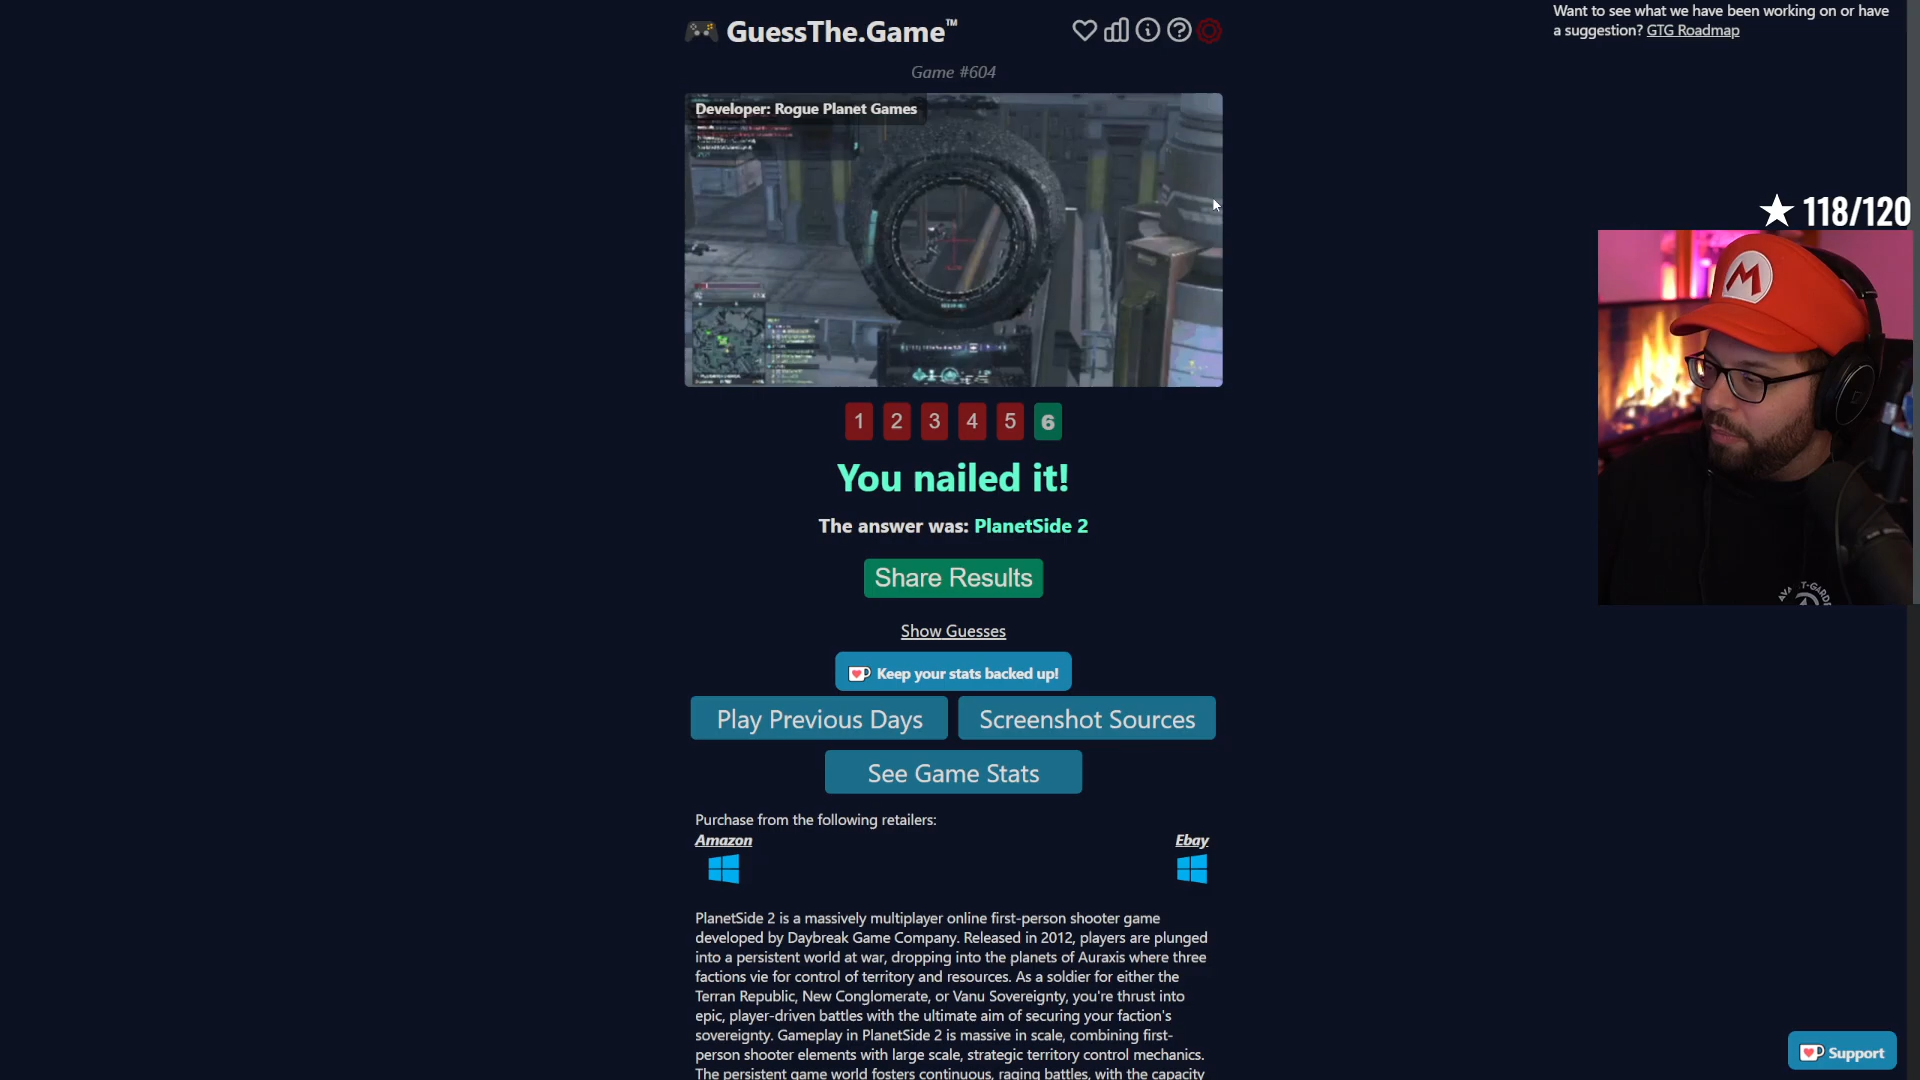 GuessThe.Game™
Want to see what we have been working on or have
a suggestion? GTG Roadmap
Game #604
Developer: Rogue Planet Games
118/120
M
1 2 3 4 5 6
You nailed it!
The answer was: PlanetSide 2
Share Results
Show Guesses
Keep your stats backed up!
Play Previous Days
Screenshot Sources
See Game Stats
Purchase from the following retailers:
Amazon
Ebay
PlanetSide 2 is a massively multiplayer online first-person shooter game
developed by Daybreak Game Company. Released in 2012, players are plunged
into a persistent world at war, dropping into the planets of Auraxis where three
factions vie for control of territory and resources. As a soldier for either the
Terran Republic, New Conglomerate, or Vanu Sovereignty, you're thrust into
epic, player-driven battles with the ultimate aim of securing your faction's
sovereignty. Gameplay in PlanetSide 2 is massive in scale, combining first-
person shooter elements with large scale, strategic territory control mechanics.
The persistent game world fosters continuous, raging battles, with the capacity
Support